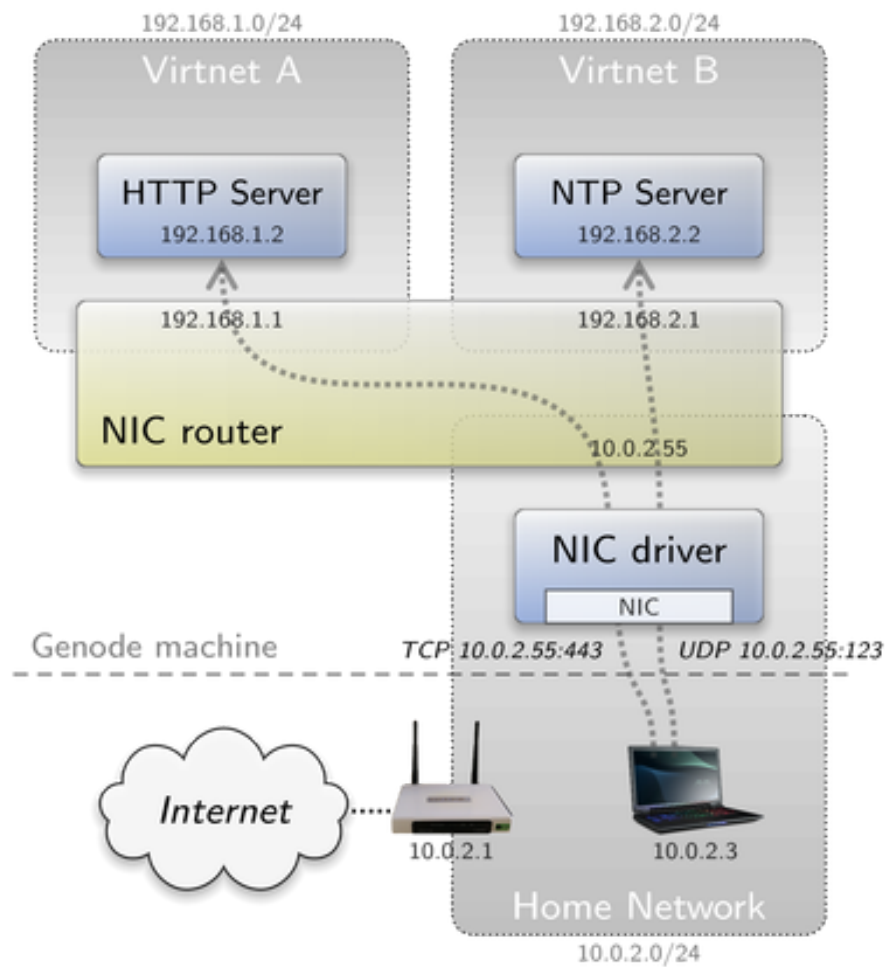 192.168.1.0/24
192.168.2.0/24
Virtnet A
Virtnet B
HTTP Server
192.168.1.2
NTP Server
192.168.2.2
192.168.1.1
192.168.2.1
NIC router
10.0.2.55
NIC driver
NIC
Genode machine
TCP 10.0.2.55:443
UDP 10.0.2.55:123
Internet
10.0.2.1
10.0.2.3
Home Network
10.0.2.0/24